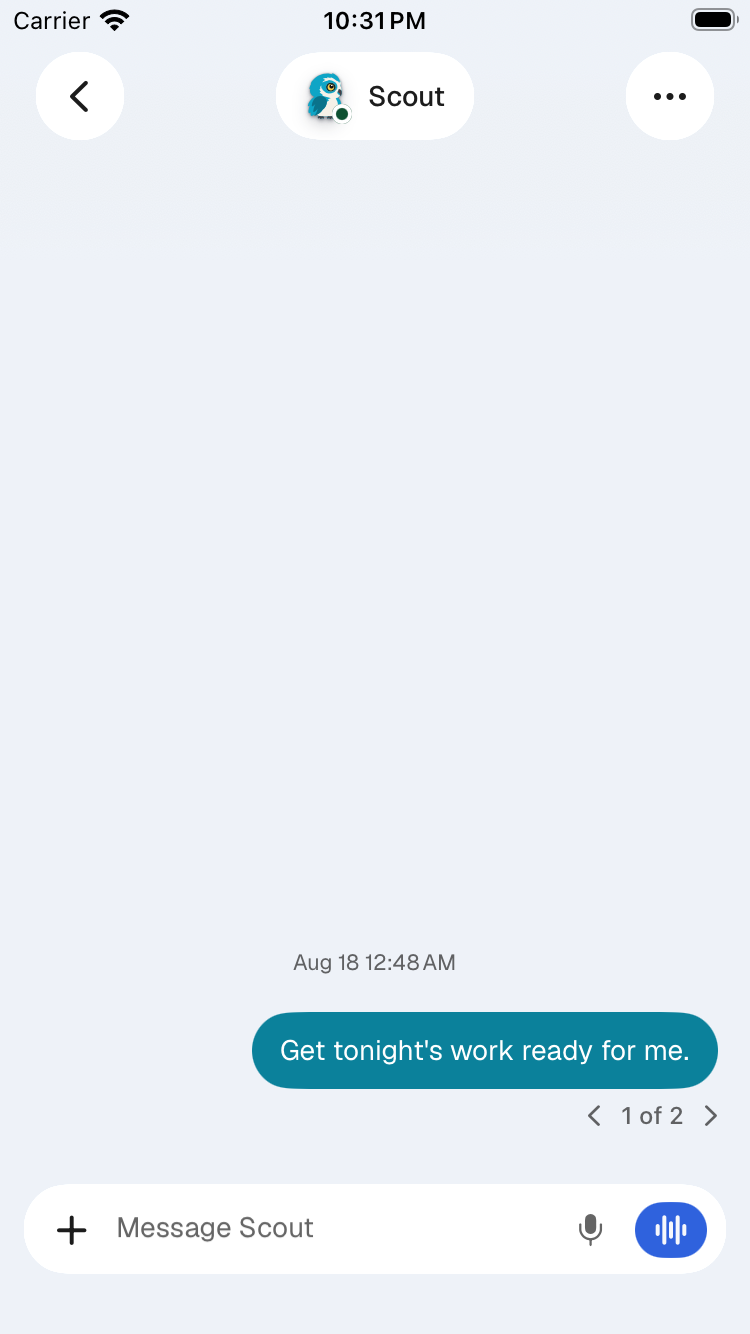 Carrier 10:31 PM
Scout
Aug 18 12:48 AM
Get tonight's work ready for me.
1 of 2
Message Scout